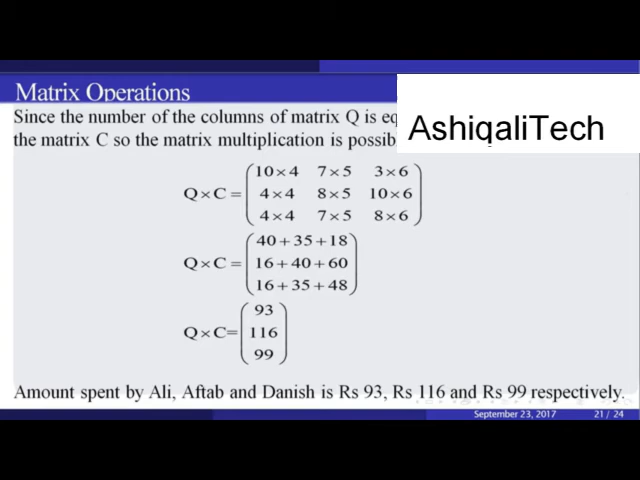 Matrix Operations
Since the number of the columns of matrix Q is
AshiqaliTech
the matrix C so the matrix multiplication is
10×4 7×5 3×6
Q×C= 4×4 8×5 10×6
4×4 7×5 8×6
40+35+18
Q×C= 16+40+60
16+35+48
93
Q×C= 116
99
Amount spent by Ali, Aftab and Danish is Rs 93, Rs 116 and Rs 99 respectively.
September 23, 2017 21 / 24